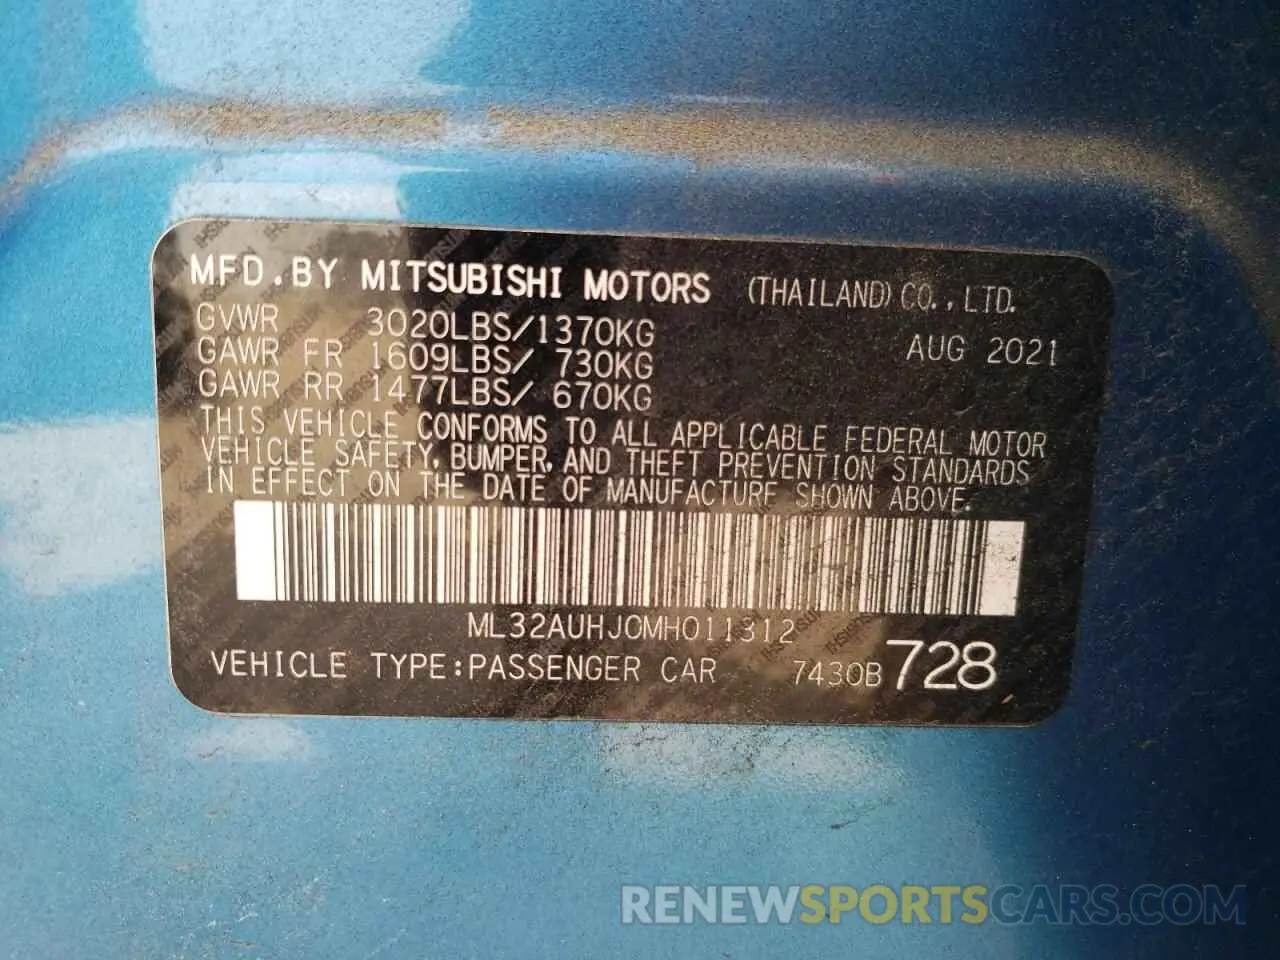 MFD.BY MITSUBISHI MOTORS (THAILAND) CO.,LTD.
GVWR 3020LBS/1370KG
AUG 2021
GAWR FR 1609LBS/ 730KG
GAWR RR 1477LBS/ 670KG
THIS VEHICLE CONFORMS TO ALL APPLICABLE FEDERAL MOTOR
VEHICLE SAFETY, BUMPER, AND THEFT PREVENTION STANDARDS
IN EFFECT ON THE DATE OF MANUFACTURE SHOWN ABOVE.
ML32AUHJ0MH011312
VEHICLE TYPE:PASSENGER CAR 7430B 728
RENEWSPORTSCARS.COM